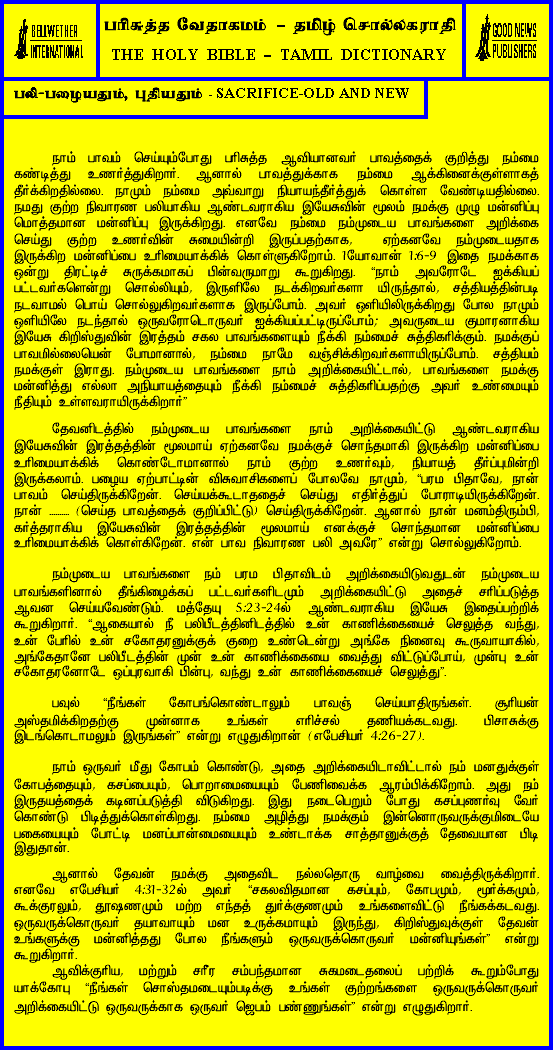 BELLWETHER
INTERNATIONAL
பரிசுத்த வேதாகமம் – தமிழ் சொல்லகராதி
THE HOLY BIBLE – TAMIL DICTIONARY
GOOD NEWS
PUBLISHERS
பலி-பழையதும், புதியதும் - SACRIFICE-OLD AND NEW
நாம் பாவம் செய்யும்போது பரிசுத்த ஆவியானவர் பாவத்தைக் குறித்து நம்மை
கண்டித்து உணர்த்துகிறார். ஆனால் பாவத்துக்காக நம்மை ஆக்கினைக்குள்ளாகத்
தீர்க்கிறதில்லை. நாமும் நம்மை அவ்வாறு நியாயந்தீர்த்துக் கொள்ள வேண்டியதில்லை.
நமது குற்ற நிவாரண பலியாகிய ஆண்டவராகிய இயேசுவின் மூலம் நமக்கு முழு மன்னிப்பு
மொத்தமான மன்னிப்பு இருக்கிறது. எனவே நம்மை நம்முடைய பாவங்களை அறிக்கை
செய்து குற்ற உணர்வின் சுமையின்றி இருப்பதற்காக, ஏற்கனவே நம்முடையதாக
இருக்கிற மன்னிப்பை உரிமையாக்கிக் கொள்ளுகிறோம். 1யோவான் 1:6-9 இதை நமக்காக
ஒன்று திரட்டிச் சுருக்கமாகப் பின்வருமாறு கூறுகிறது. “நாம் அவரோடே ஐக்கியப்
பட்டவர்களென்று சொல்லியும், இருளிலே நடக்கிறவர்களா யிருந்தால், சத்தியத்தின்படி
நடவாமல் பொய் சொல்லுகிறவர்களாக இருப்போம். அவர் ஒளியிலிருக்கிறது போல நாமும்
ஒளியிலே நடந்தால் ஒருவரோடொருவர் ஐக்கியப்பட்டிருப்போம்; அவருடைய குமாரனாகிய
இயேசு கிறிஸ்துவின் இரத்தம் சகல பாவங்களையும் நீக்கி நம்மைச் சுத்திகரிக்கும். நமக்குப்
பாவமில்லையென் போமானால், நம்மை நாமே வஞ்சிக்கிறவர்களாயிருப்போம். சத்தியம்
நமக்குள் இராது. நம்முடைய பாவங்களை நாம் அறிக்கையிட்டால், பாவங்களை நமக்கு
மன்னித்து எல்லா அநியாயத்தையும் நீக்கி நம்மைச் சுத்திகரிப்பதற்கு அவர் உண்மையும்
நீதியும் உள்ளவராயிருக்கிறார்”
தேவனிடத்தில் நம்முடைய பாவங்களை நாம் அறிக்கையிட்டு ஆண்டவராகிய
இயேசுவின் இரத்தத்தின் மூலமாய் ஏற்கனவே நமக்குச் சொந்தமாகி இருக்கிற மன்னிப்பை
உரிமையாக்கிக் கொண்டோமானால் நாம் குற்ற உணர்வும், நியாயத் தீர்ப்புமின்றி
இருக்கலாம். பழைய ஏற்பாட்டின் விசுவாசிகளைப் போலவே நாமும், “பரம பிதாவே, நான்
பாவம் செய்திருக்கிறேன். செய்யக்கூடாததைச் செய்து எதிர்த்துப் போராடியிருக்கிறேன்.
நான் ........... (செய்த பாவத்தைக் குறிப்பிட்டு) செய்திருக்கிறேன். ஆனால் நான் மனம்திரும்பி,
கர்த்தராகிய இயேசுவின் இரத்தத்தின் மூலமாய் எனக்குச் சொந்தமான மன்னிப்பை
உரிமையாக்கிக் கொள்கிறேன். என் பாவ நிவாரண பலி அவரே” என்று சொல்லுகிறோம்.
நம்முடைய பாவங்களை நம் பரம பிதாவிடம் அறிக்கையிடுவதுடன் நம்முடைய
பாவங்களினால் தீங்கிழைக்கப் பட்டவர்களிடமும் அறிக்கையிட்டு அதைச் சரிப்படுத்த
ஆவன செய்யவேண்டும். மத்தேயு 5:23-24ல் ஆண்டவராகிய இயேசு இதைப்பற்றிக்
கூறுகிறார். “ஆகையால் நீ பலிபீடத்தினிடத்தில் உன் காணிக்கையைச் செலுத்த வந்து,
உன் பேரில் உன் சகோதரனுக்குக் குறை உண்டென்று அங்கே நினைவு கூருவாயாகில்,
அங்கேதானே பலிபீடத்தின் முன் உன் காணிக்கையை வைத்து விட்டுப்போய், முன்பு உன்
சகோதரனோடே ஒப்புரவாகி பின்பு, வந்து உன் காணிக்கையைச் செலுத்து”.
பவுல் “நீங்கள் கோபங்கொண்டாலும் பாவஞ் செய்யாதிருங்கள். சூரியன்
அஸ்தமிக்கிறதற்கு முன்னாக உங்கள் எரிச்சல் தணியக்கடவது. பிசாசுக்கு
இடங்கொடாமலும் இருங்கள்” என்று எழுதுகிறான் (எபேசியர் 4:26-27).
நாம் ஒருவர் மீது கோபம் கொண்டு, அதை அறிக்கையிடாவிட்டால் நம் மனதுக்குள்
கோபத்தையும், கசப்பையும், பொறாமையையும் பேணிவைக்க ஆரம்பிக்கிறோம். அது நம்
இருதயத்தைக் கடினப்படுத்தி விடுகிறது. இது நடைபெறும் போது கசப்புணர்வு வேர்
கொண்டு பிடித்துக்கொள்கிறது. நம்மை அழித்து நமக்கும் இன்னொருவருக்குமிடையே
பகையையும் போட்டி மனப்பான்மையையும் உண்டாக்க சாத்தானுக்குத் தேவையான பிடி
இதுதான்.
ஆனால் தேவன் நமக்கு அதைவிட நல்லதொரு வாழ்வை வைத்திருக்கிறார்.
எனவே எபேசியர் 4:31-32ல் அவர் “சகலவிதமான கசப்பும், கோபமும், மூர்க்கமும்,
கூக்குரலும், தூஷணமும் மற்ற எந்தத் துர்க்குணமும் உங்களைவிட்டு நீங்கக்கடவது.
ஒருவருக்கொருவர் தயாவாயும் மன உருக்கமாயும் இருந்து, கிறிஸ்துவுக்குள் தேவன்
உங்களுக்கு மன்னித்தது போல நீங்களும் ஒருவருக்கொருவர் மன்னியுங்கள்” என்று
கூறுகிறார்.
ஆவிக்குரிய, மற்றும் சரீர சம்பந்தமான சுகமடைதலைப் பற்றிக் கூறும்போது
யாக்கோபு “நீங்கள் சொஸ்தமடையும்படிக்கு உங்கள் குற்றங்களை ஒருவருக்கொருவர்
அறிக்கையிட்டு ஒருவருக்காக ஒருவர் ஜெபம் பண்ணுங்கள்” என்று எழுதுகிறார்.